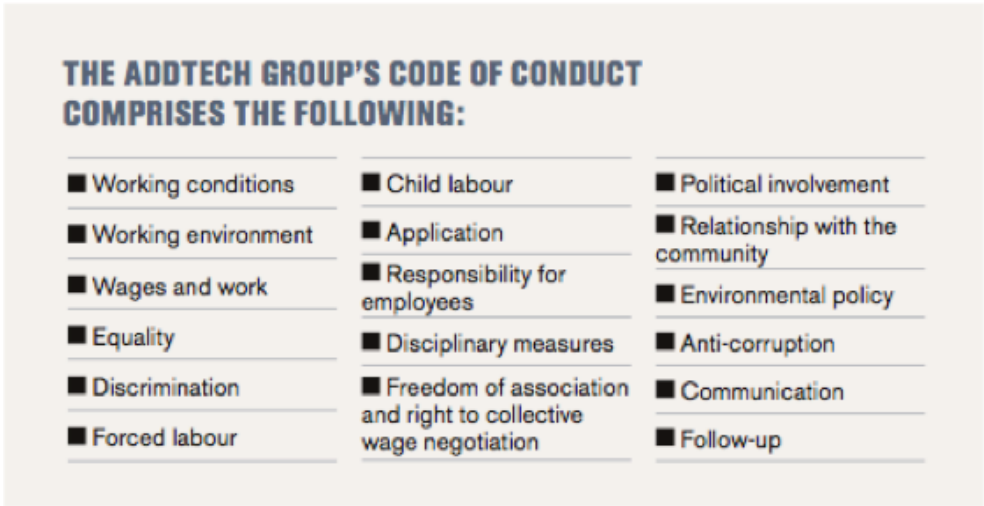 THE ADDTECH GROUP'S CODE OF CONDUCT
COMPRISES THE FOLLOWING:
■ Working conditions
■ Working environment
■ Wages and work
■ Equality
■ Discrimination
■ Forced labour
■ Child labour
■ Application
■ Responsibility for
employees
■ Disciplinary measures
■ Freedom of association
and right to collective
wage negotiation
■ Political involvement
■ Relationship with the
community
■ Environmental policy
■ Anti-corruption
■ Communication
■ Follow-up